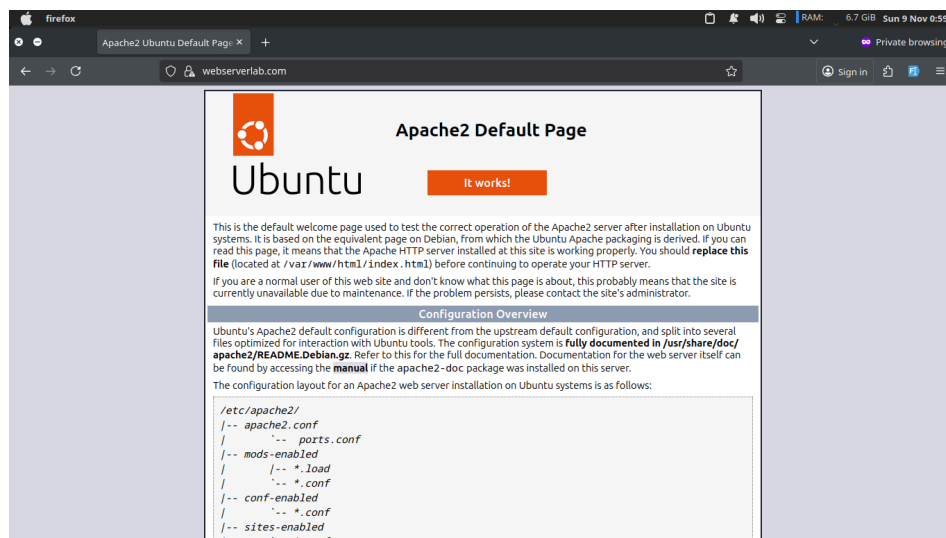 firefox
RAM: 6.7 GiB Sun 9 Nov 0:59
Apache2 Ubuntu Default Page
Private browsing
webserverlab.com
Sign in
Apache2 Default Page
Ubuntu
It works!
This is the default welcome page used to test the correct operation of the Apache2 server after installation on Ubuntu
systems. It is based on the equivalent page on Debian, from which the Ubuntu Apache packaging is derived. If you can
read this page, it means that the Apache HTTP server installed at this site is working properly. You should replace this
file (located at /var/www/html/index.html) before continuing to operate your HTTP server.
If you are a normal user of this web site and don't know what this page is about, this probably means that the site is
currently unavailable due to maintenance. If the problem persists, please contact the site's administrator.
Configuration Overview
Ubuntu's Apache2 default configuration is different from the upstream default configuration, and split into several
files optimized for interaction with Ubuntu tools. The configuration system is fully documented in /usr/share/doc/
apache2/README.Debian.gz. Refer to this for the full documentation. Documentation for the web server itself can
be found by accessing the manual if the apache2-doc package was installed on this server.
The configuration layout for an Apache2 web server installation on Ubuntu systems is as follows:
/etc/apache2/
|-- apache2.conf
|       `--  ports.conf
|-- mods-enabled
|       |-- *.load
|       `-- *.conf
|-- conf-enabled
|       `-- *.conf
|-- sites-enabled